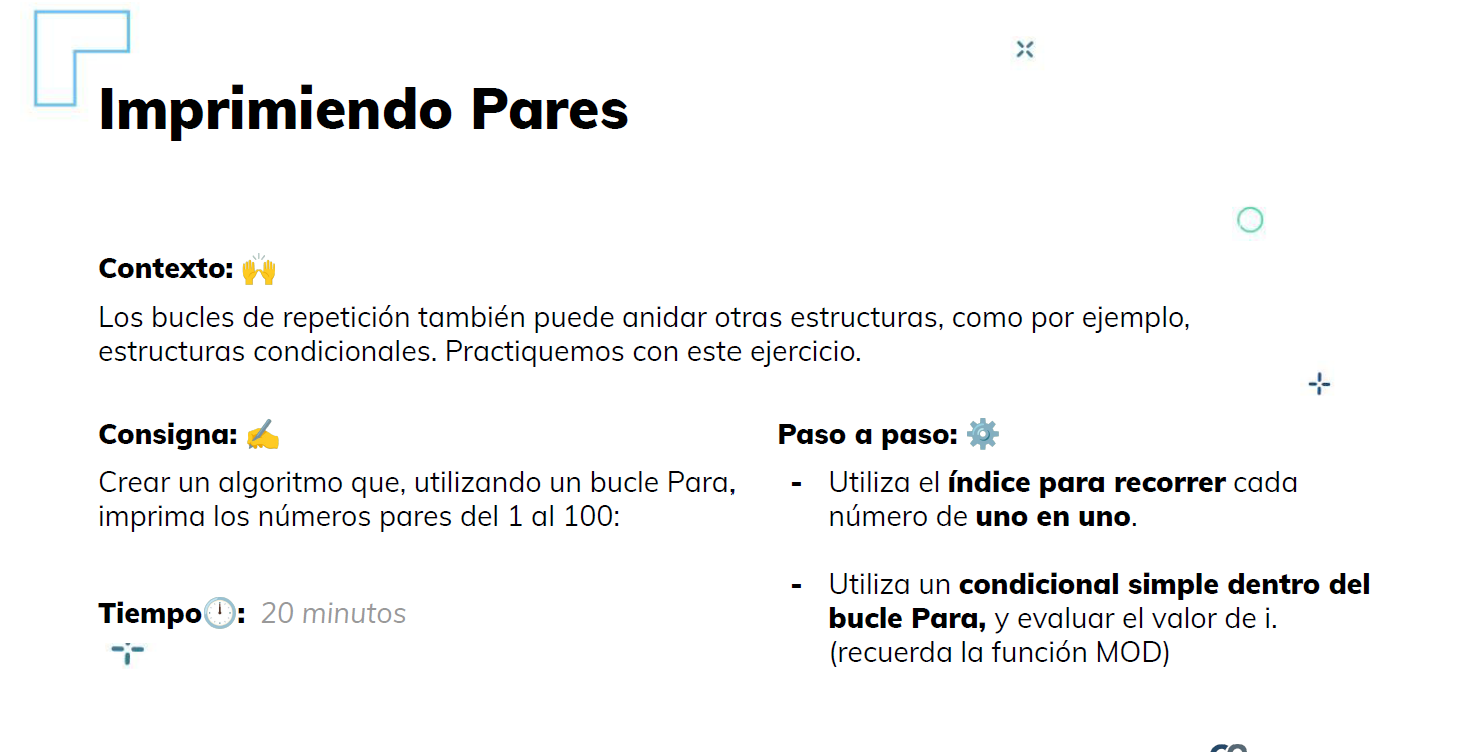 Imprimiendo Pares
Contexto: 🙌
Los bucles de repetición también puede anidar otras estructuras, como por ejemplo,
estructuras condicionales. Practiquemos con este ejercicio.
Consigna: ✍️
Crear un algoritmo que, utilizando un bucle Para,
imprima los números pares del 1 al 100:
Tiempo🕛: 20 minutos
Paso a paso: ⚙️
- Utiliza el índice para recorrer cada
número de uno en uno.
- Utiliza un condicional simple dentro del
bucle Para, y evaluar el valor de i.
(recuerda la función MOD)